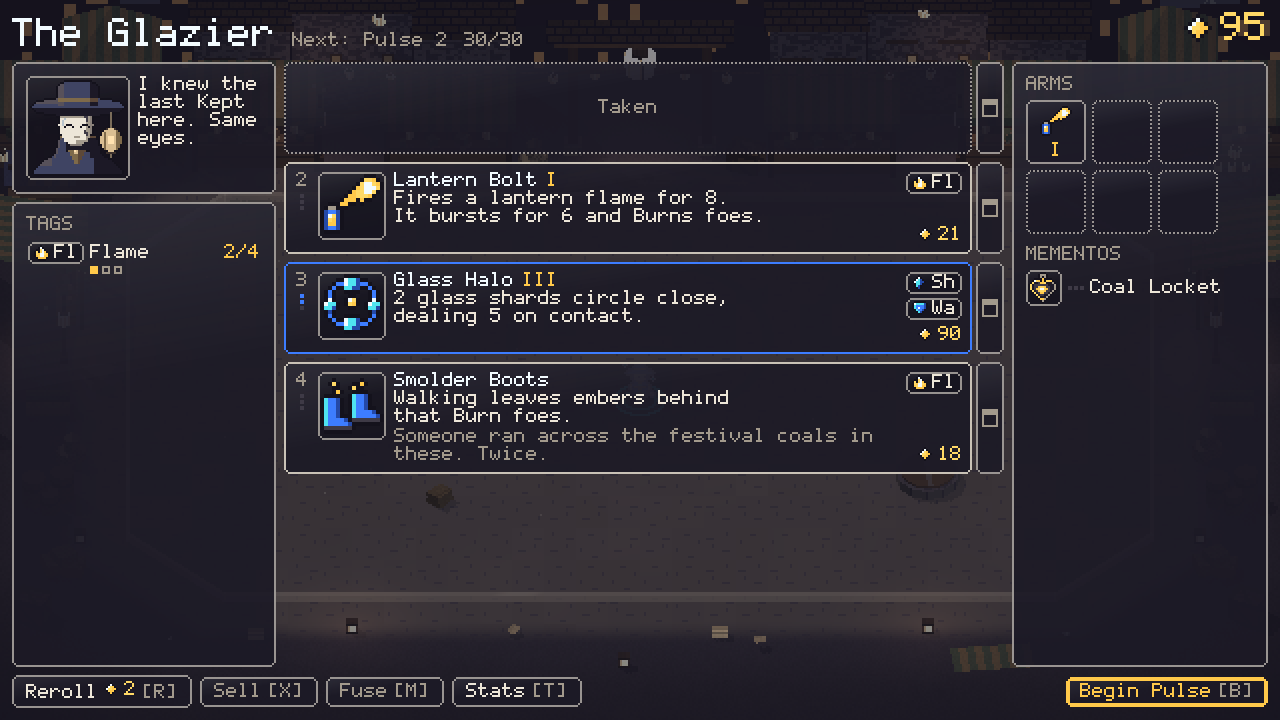 The Glazier
Next: Pulse 2 30/30
95
I knew the
last Kept
here. Same
eyes.
TAGS
Fl Flame 2/4
Taken
2
Lantern Bolt I
Fires a lantern flame for 8.
It bursts for 6 and Burns foes.
Fl
21
3
Glass Halo III
2 glass shards circle close,
dealing 5 on contact.
Sh
Wa
90
4
Smolder Boots
Walking leaves embers behind
that Burn foes.
Someone ran across the festival coals in
these. Twice.
Fl
18
ARMS
I
MEMENTOS
Coal Locket
Reroll 2 [R]
Sell [X]
Fuse [M]
Stats [T]
Begin Pulse [B]